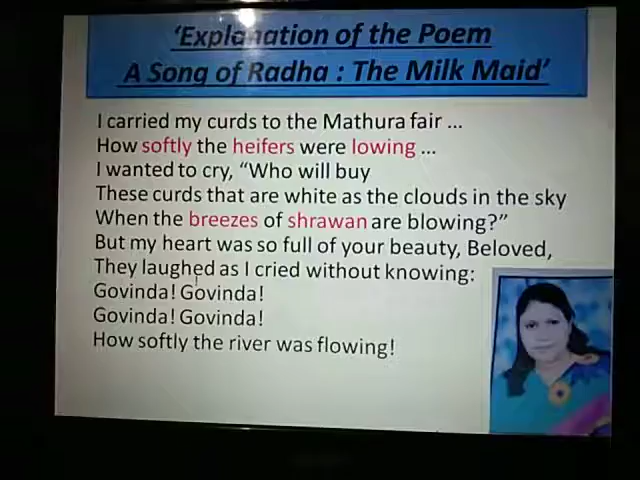 ‘Explanation of the Poem
A Song of Radha : The Milk Maid’
I carried my curds to the Mathura fair ...
How softly the heifers were lowing ...
I wanted to cry, “Who will buy
These curds that are white as the clouds in the sky
When the breezes of shrawan are blowing?”
But my heart was so full of your beauty, Beloved,
They laughed as I cried without knowing:
Govinda! Govinda!
Govinda! Govinda!
How softly the river was flowing!